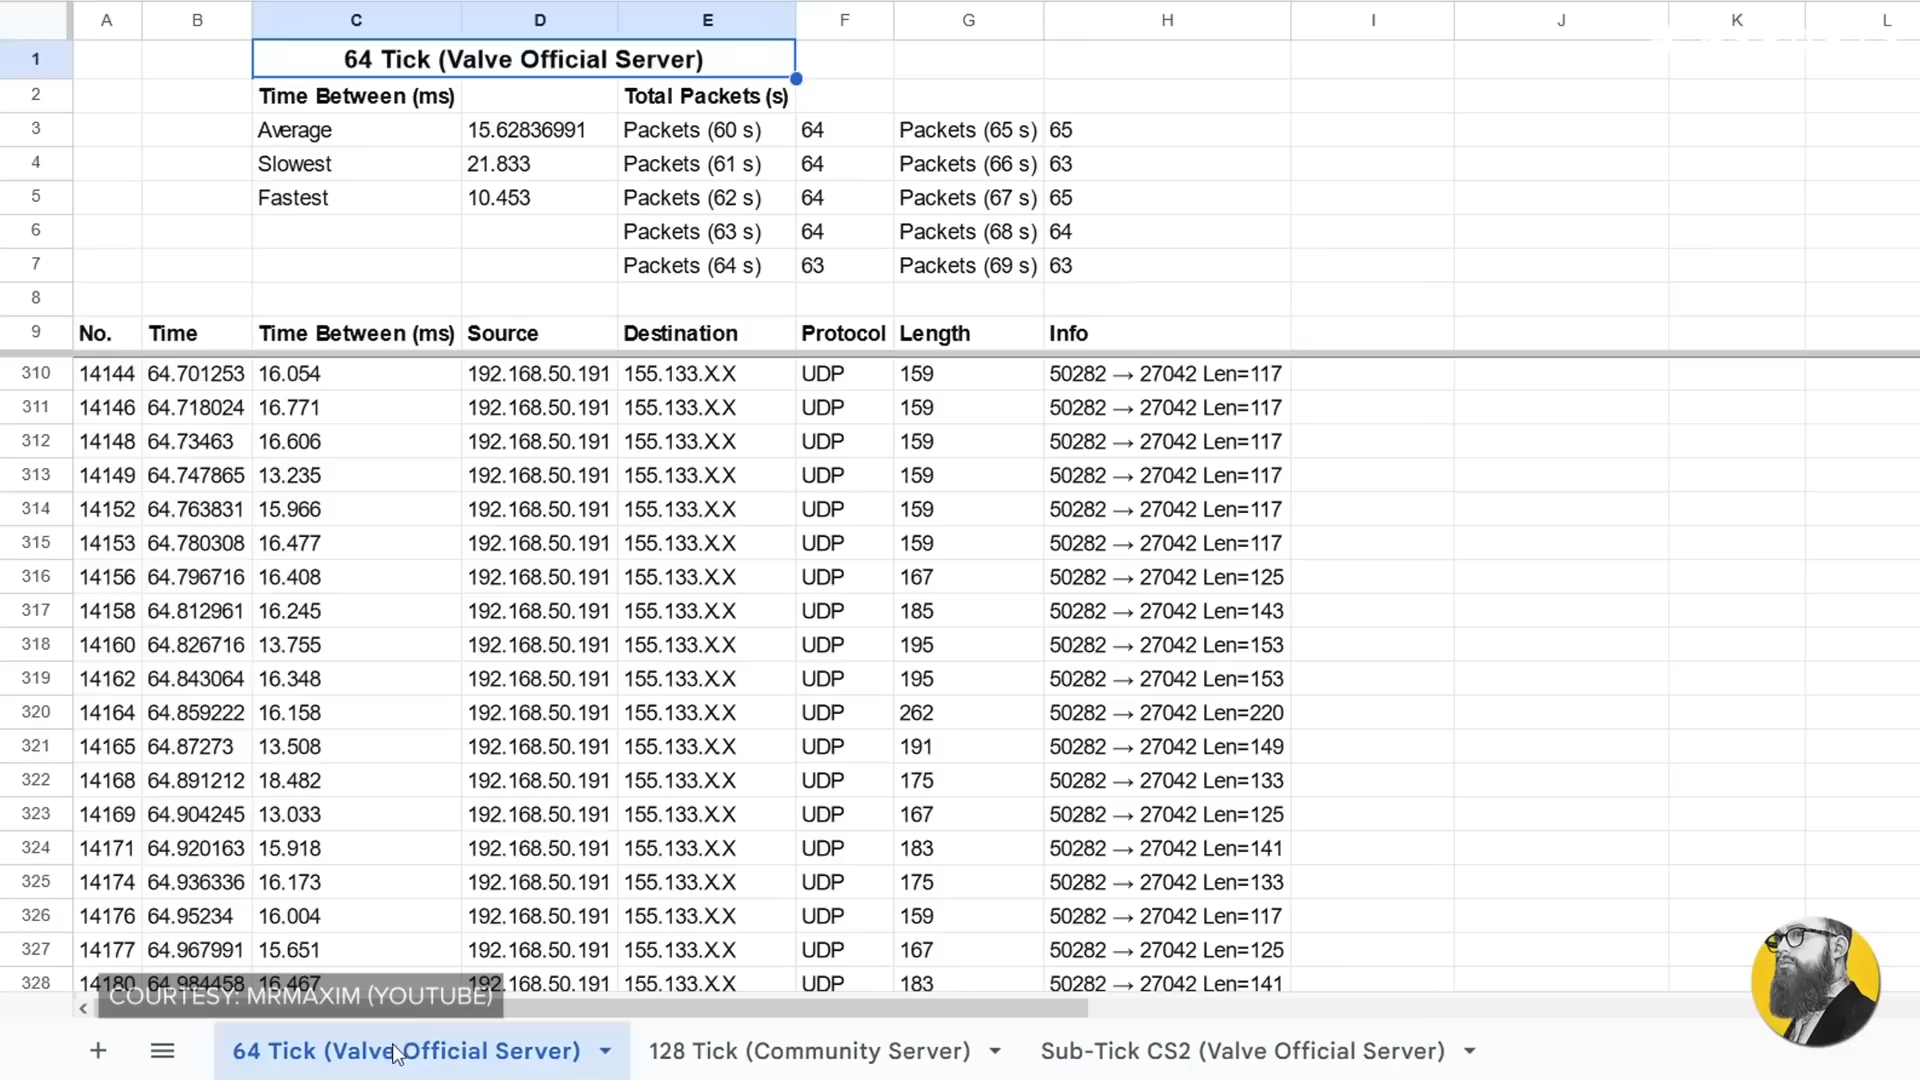 A B C D E F G H I J K L
1 64 Tick (Valve Official Server)
2 Time Between (ms) Total Packets (s)
3 Average 15.62836991 Packets (60 s) 64 Packets (65 s) 65
4 Slowest 21.833 Packets (61 s) 64 Packets (66 s) 63
5 Fastest 10.453 Packets (62 s) 64 Packets (67 s) 65
6 Packets (63 s) 64 Packets (68 s) 64
7 Packets (64 s) 63 Packets (69 s) 63
8
9 No. Time Time Between (ms) Source Destination Protocol Length Info
310 14144 64.701253 16.054 192.168.50.191 155.133.X.X UDP 159 50282 → 27042 Len=117
311 14146 64.718024 16.771 192.168.50.191 155.133.X.X UDP 159 50282 → 27042 Len=117
312 14148 64.73463 16.606 192.168.50.191 155.133.X.X UDP 159 50282 → 27042 Len=117
313 14149 64.747865 13.235 192.168.50.191 155.133.X.X UDP 159 50282 → 27042 Len=117
314 14152 64.763831 15.966 192.168.50.191 155.133.X.X UDP 159 50282 → 27042 Len=117
315 14153 64.780308 16.477 192.168.50.191 155.133.X.X UDP 159 50282 → 27042 Len=117
316 14156 64.796716 16.408 192.168.50.191 155.133.X.X UDP 167 50282 → 27042 Len=125
317 14158 64.812961 16.245 192.168.50.191 155.133.X.X UDP 185 50282 → 27042 Len=143
318 14160 64.826716 13.755 192.168.50.191 155.133.X.X UDP 195 50282 → 27042 Len=153
319 14162 64.843064 16.348 192.168.50.191 155.133.X.X UDP 195 50282 → 27042 Len=153
320 14164 64.859222 16.158 192.168.50.191 155.133.X.X UDP 262 50282 → 27042 Len=220
321 14165 64.87273 13.508 192.168.50.191 155.133.X.X UDP 191 50282 → 27042 Len=149
322 14168 64.891212 18.482 192.168.50.191 155.133.X.X UDP 175 50282 → 27042 Len=133
323 14169 64.904245 13.033 192.168.50.191 155.133.X.X UDP 167 50282 → 27042 Len=125
324 14171 64.920163 15.918 192.168.50.191 155.133.X.X UDP 183 50282 → 27042 Len=141
325 14174 64.936336 16.173 192.168.50.191 155.133.X.X UDP 175 50282 → 27042 Len=133
326 14176 64.95234 16.004 192.168.50.191 155.133.X.X UDP 159 50282 → 27042 Len=117
327 14177 64.967991 15.651 192.168.50.191 155.133.X.X UDP 167 50282 → 27042 Len=125
328 14180 64.984458 16.467 192.168.50.191 155.133.X.X UDP 183 50282 → 27042 Len=141
COURTESY: MRMAXIM (YOUTUBE)
64 Tick (Valve Official Server) 128 Tick (Community Server) Sub-Tick CS2 (Valve Official Server)